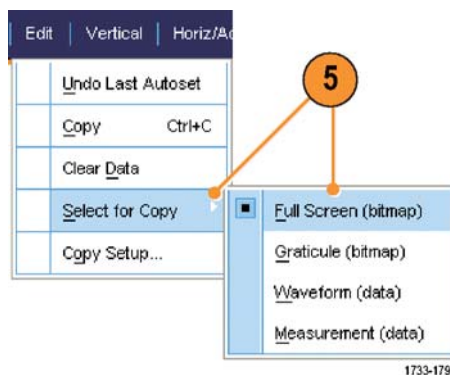 Edit | Vertical | Horiz/Ac
Undo Last Autoset
Copy Ctrl+C
Clear Data
Select for Copy
Copy Setup...
5
Full Screen (bitmap)
Graticule (bitmap)
Waveform (data)
Measurement (data)
1733-179